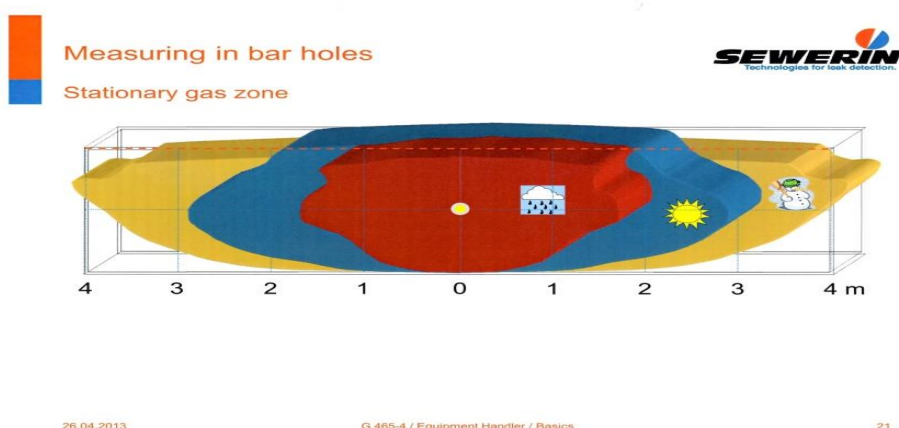 Measuring in bar holes
SEWERIN
Technologies for leak detection.
Stationary gas zone
4 3 2 1 0 1 2 3 4 m
26.04.2013 G 465-4 / Equipment Handler / Basics 21